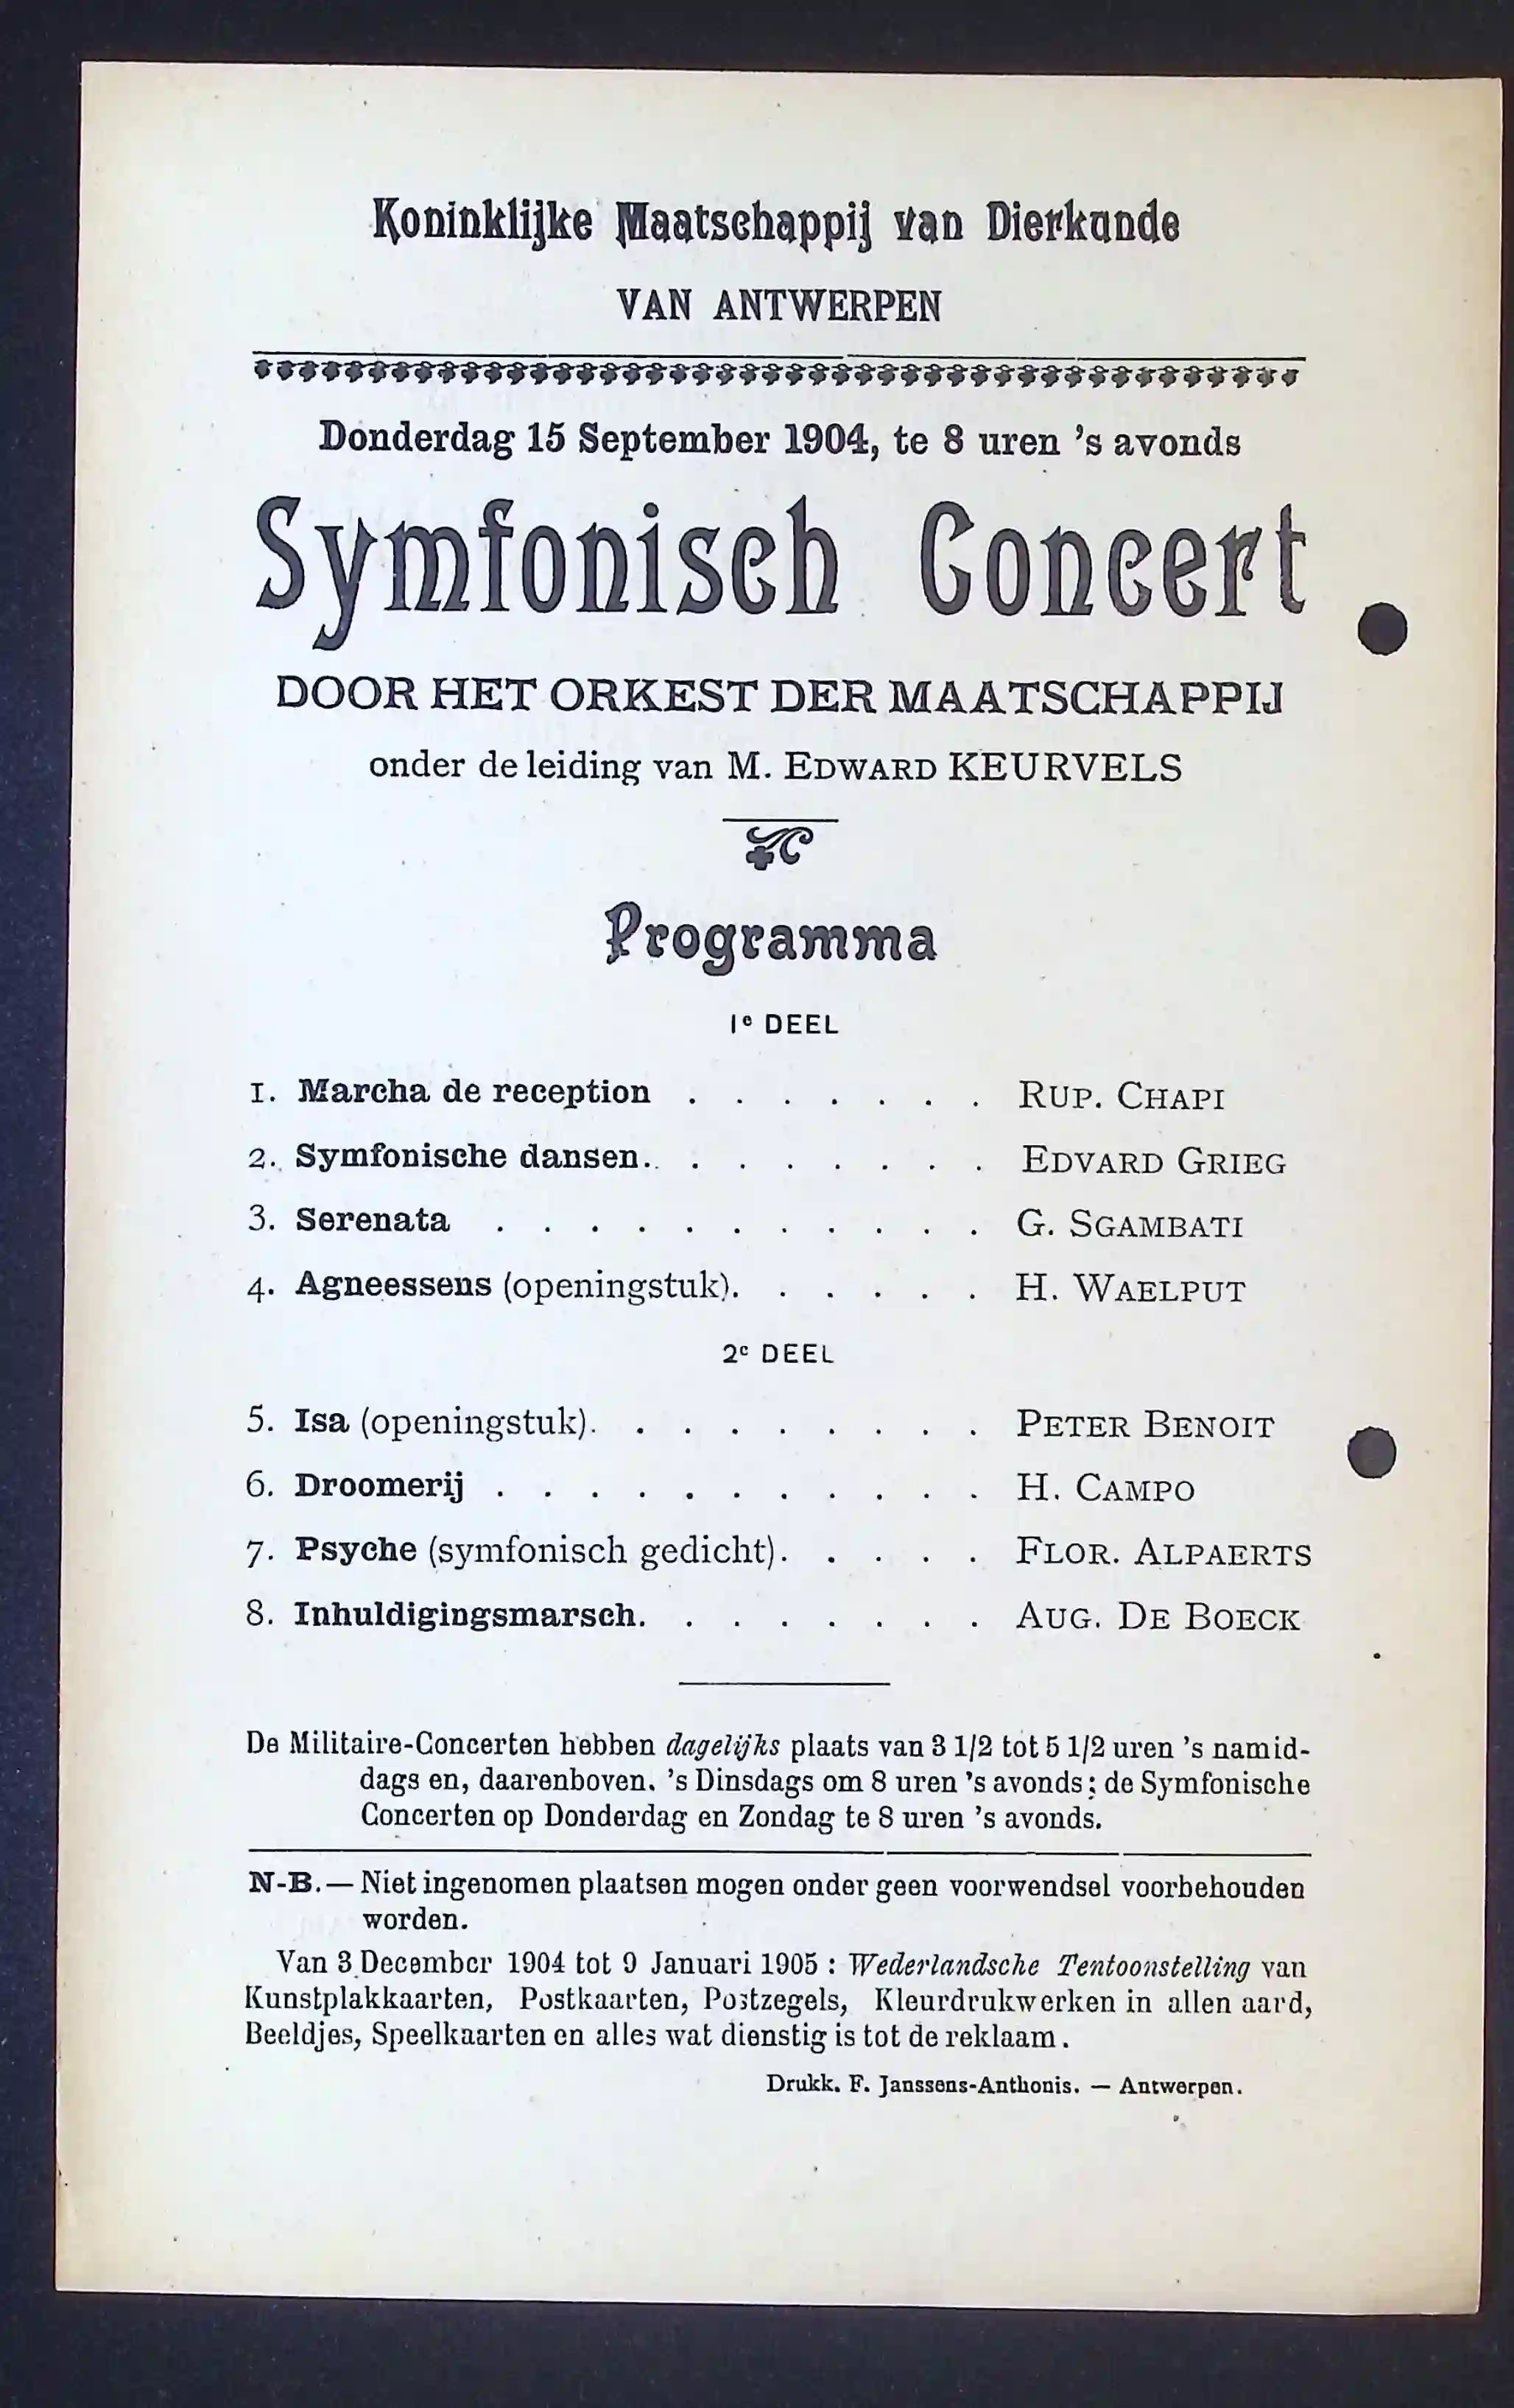 Koninklijke Maatschappij van Dierkunde
VAN ANTWERPEN
Donderdag 15 September 1904, te 8 uren 's avonds
Symfonisch Concert
DOOR HET ORKEST DER MAATSCHAPPIJ
onder de leiding van M. EDWARD KEURVELS
Programma
1e DEEL
1. Marcha de reception . . . . . . . RUP. CHAPI
2. Symfonische dansen. . . . . . . . EDVARD GRIEG
3. Serenata . . . . . . . . . . . G. SGAMBATI
4. Agneessens (openingstuk). . . . . . H. WAELPUT
2e DEEL
5. Isa (openingstuk). . . . . . . . . PETER BENOIT
6. Droomerij . . . . . . . . . . . H. CAMPO
7. Psyche (symfonisch gedicht). . . . . FLOR. ALPAERTS
8. Inhuldigingsmarsch. . . . . . . . AUG. DE BOECK
De Militaire-Concerten hebben dagelijks plaats van 3 1/2 tot 5 1/2 uren 's namid-
dags en, daarenboven. 's Dinsdags om 8 uren 's avonds; de Symfonische
Concerten op Donderdag en Zondag te 8 uren 's avonds.
N-B. — Niet ingenomen plaatsen mogen onder geen voorwendsel voorbehouden
worden.
Van 3 December 1904 tot 9 Januari 1905 : Wederlandsche Tentoonstelling van
Kunstplakkaarten, Postkaarten, Postzegels, Kleurdrukwerken in allen aard,
Beeldjes, Speelkaarten en alles wat dienstig is tot de reklaam.
Drukk. F. Janssens-Anthonis. — Antwerpen.